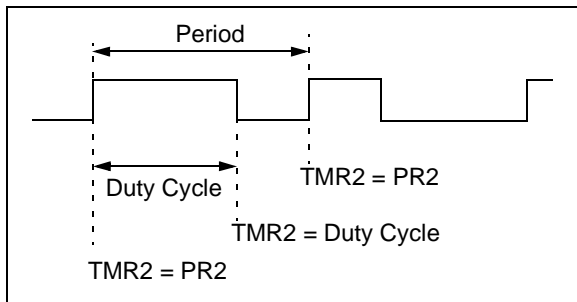 Period
Duty Cycle
TMR2 = PR2
TMR2 = Duty Cycle
TMR2 = PR2